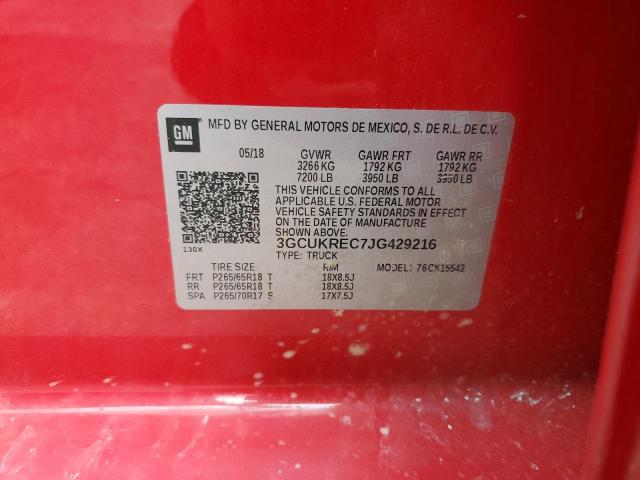 GM
MFD BY GENERAL MOTORS DE MEXICO, S. DE R.L. DE C.V.
05/18 GVWR GAWR FRT GAWR RR
3266 KG 1792 KG 1792 KG
7200 LB 3950 LB 3950 LB
THIS VEHICLE CONFORMS TO ALL
APPLICABLE U.S. FEDERAL MOTOR
VEHICLE SAFETY STANDARDS IN EFFECT
ON THE DATE OF MANUFACTURE
SHOWN ABOVE.
3GCUKREC7JG429216
130X TYPE: TRUCK
TIRE SIZE RIM MODEL: 76CK15543
FRT P265/65R18 T 18X8.5J
RR P265/65R18 T 18X8.5J
SPA P265/70R17 S 17X7.5J